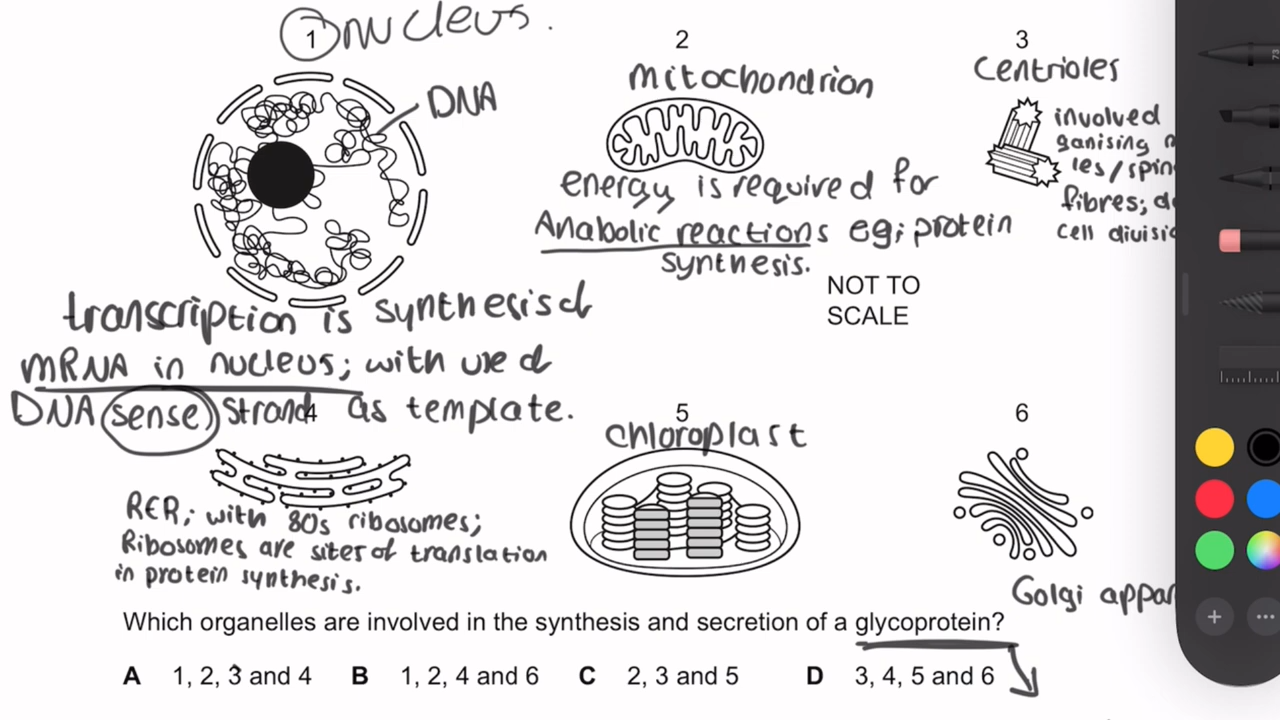 nucleus.
1
2
3
mitochondrion
Centrioles
DNA
involved
ganising
les/spin
fibres; d
cell divisi
energy is required for
Anabolic reactions eg; protein
synthesis.
NOT TO
SCALE
transcription is synthesis of
mRNA in nucleus; with use of
DNA sense strand as template.
4
5
6
chloroplast
RER; with 80s ribosomes;
Ribosomes are sites of translation
in protein synthesis.
Golgi appar
Which organelles are involved in the synthesis and secretion of a glycoprotein?
A 1, 2, 3 and 4 B 1, 2, 4 and 6 C 2, 3 and 5 D 3, 4, 5 and 6